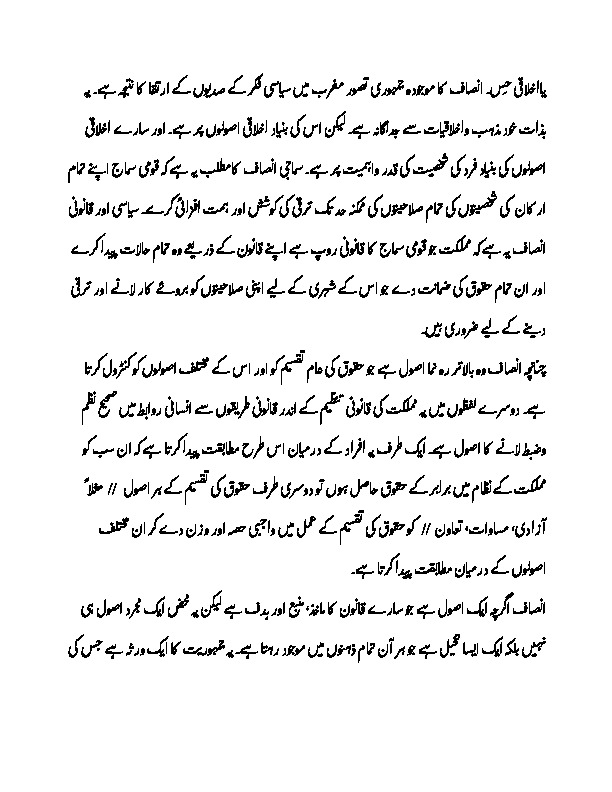 یا اخلاقی حِس۔ انصاف کا موجودہ جمہوری تصور مغرب میں سیاسی فکر کے صدیوں کے ارتقا کا نتیجہ ہے۔ یہ
بذات خود مذہب و اخلاقیات سے جداگانہ ہے۔ لیکن اس کی بنیاد اخلاقی اصولوں پر ہے۔ اور سارے اخلاقی
اصولوں کی بنیاد فرد کی شخصیت کی قدر و اہمیت پر ہے۔ سماجی انصاف کا مطلب یہ ہے کہ قومی سماج اپنے تمام
ارکان کی شخصیتوں کی تمام صلاحیتوں کی ممکنہ حد تک ترقی کی کوشش اور ہمت افزائی کرے۔ سیاسی اور قانونی
انصاف یہ ہے کہ مملکت جو قومی سماج کا قانونی روپ ہے اپنے قانون کے ذریعے وہ تمام حالات پیدا کرے
اور ان تمام حقوق کی ضمانت دے جو اس کے شہری کے لیے اپنی صلاحیتوں کو بروئے کار لانے اور ترقی
دینے کے لیے ضروری ہیں۔
چنانچہ انصاف وہ بالاتر رہ نما اصول ہے جو حقوق کی عام تقسیم کو اور اس کے مختلف اصولوں کو کنٹرول کرتا
ہے۔ دوسرے لفظوں میں یہ مملکت کی قانونی تنظیم کے اندر قانونی طریقوں سے انسانی روابط میں صحیح نظم
وضبط لانے کا اصول ہے۔ ایک طرف یہ افراد کے درمیان اس طرح مطابقت پیدا کرتا ہے کہ ان سب کو
مملکت کے نظام میں برابر کے حقوق حاصل ہوں تو دوسری طرف حقوق کی تقسیم کے ہر اصول // مثلاً
آزادی، مساوات، تعاون // کو حقوق کی تقسیم کے عمل میں واجبی حصہ اور وزن دے کر ان مختلف
اصولوں کے درمیان مطابقت پیدا کرتا ہے۔
انصاف اگرچہ ایک اصول ہے جو سارے قانون کا ماخذ، منبع اور ہدف ہے لیکن یہ محض ایک مجرد اصول ہی
نہیں بلکہ ایک ایسا تخیل ہے جو ہر آن تمام ذہنوں میں موجود رہتا ہے۔ یہ جمہوریت کا ایک ورثہ ہے جس کی